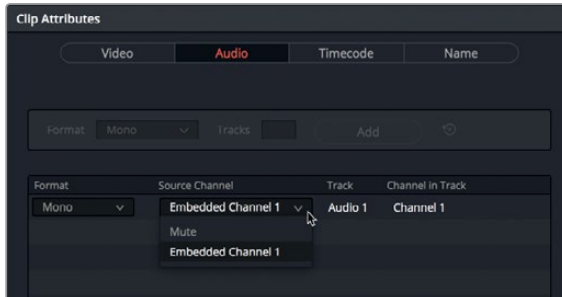 Clip Attributes
Video Audio Timecode Name
Format Mono Tracks Add
Format Source Channel Track Channel in Track
Mono Embedded Channel 1 Audio 1 Channel 1
Mute
Embedded Channel 1